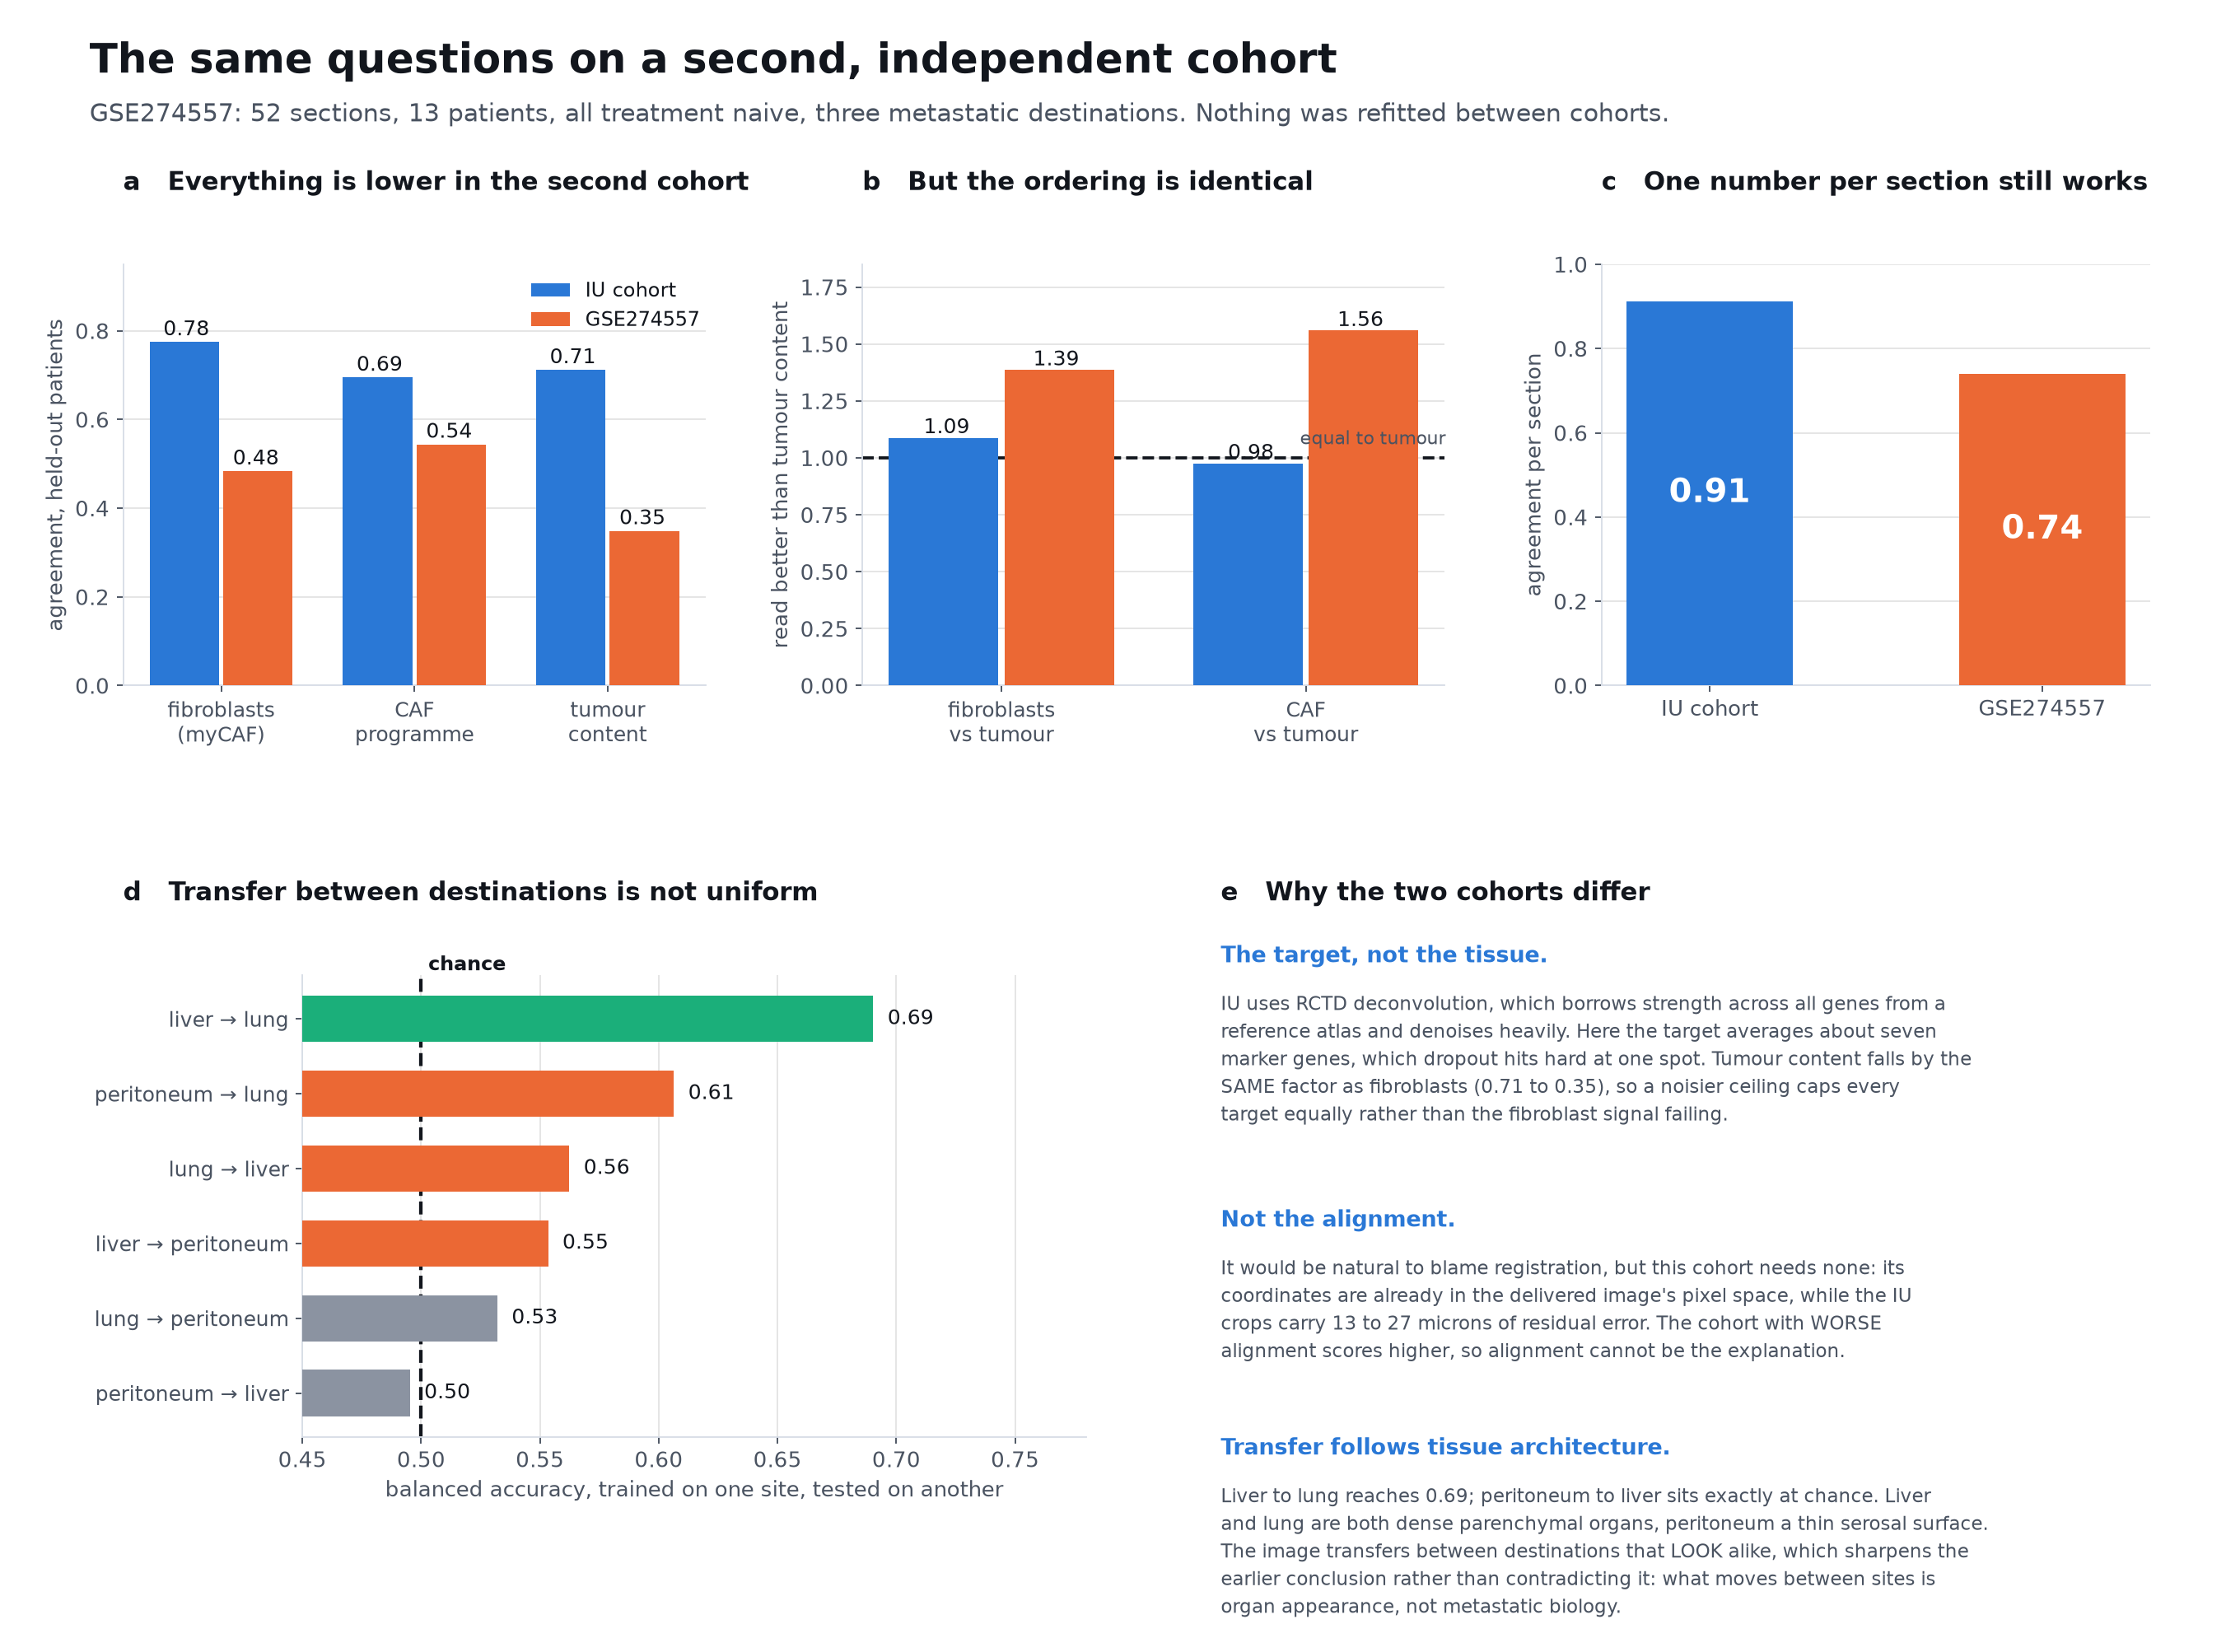 The same questions on a second, independent cohort
GSE274557: 52 sections, 13 patients, all treatment naive, three metastatic destinations. Nothing was refitted between cohorts.
a Everything is lower in the second cohort
agreement, held-out patients
0.8
0.6
0.4
0.2
0.0
IU cohort
GSE274557
0.78
0.48
0.69
0.54
0.71
0.35
fibroblasts
(myCAF)
CAF
programme
tumour
content
b But the ordering is identical
read better than tumour content
1.75
1.50
1.25
1.00
0.75
0.50
0.25
0.00
1.09
1.39
0.98
1.56
equal to tumour
fibroblasts
vs tumour
CAF
vs tumour
c One number per section still works
agreement per section
1.0
0.8
0.6
0.4
0.2
0.0
0.91
0.74
IU cohort
GSE274557
d Transfer between destinations is not uniform
chance
liver → lung
0.69
peritoneum → lung
0.61
lung → liver
0.56
liver → peritoneum
0.55
lung → peritoneum
0.53
peritoneum → liver
0.50
0.45 0.50 0.55 0.60 0.65 0.70 0.75
balanced accuracy, trained on one site, tested on another
e Why the two cohorts differ
The target, not the tissue.
IU uses RCTD deconvolution, which borrows strength across all genes from a
reference atlas and denoises heavily. Here the target averages about seven
marker genes, which dropout hits hard at one spot. Tumour content falls by the
SAME factor as fibroblasts (0.71 to 0.35), so a noisier ceiling caps every
target equally rather than the fibroblast signal failing.
Not the alignment.
It would be natural to blame registration, but this cohort needs none: its
coordinates are already in the delivered image's pixel space, while the IU
crops carry 13 to 27 microns of residual error. The cohort with WORSE
alignment scores higher, so alignment cannot be the explanation.
Transfer follows tissue architecture.
Liver to lung reaches 0.69; peritoneum to liver sits exactly at chance. Liver
and lung are both dense parenchymal organs, peritoneum a thin serosal surface.
The image transfers between destinations that LOOK alike, which sharpens the
earlier conclusion rather than contradicting it: what moves between sites is
organ appearance, not metastatic biology.